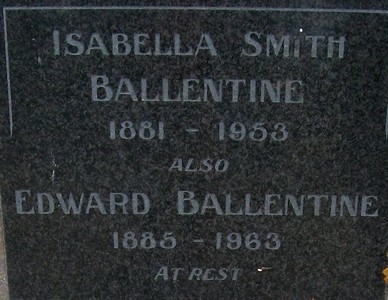 ISABELLA SMITH
BALLENTINE
1881 - 1953
ALSO
EDWARD BALLENTINE
1885 - 1963
AT REST